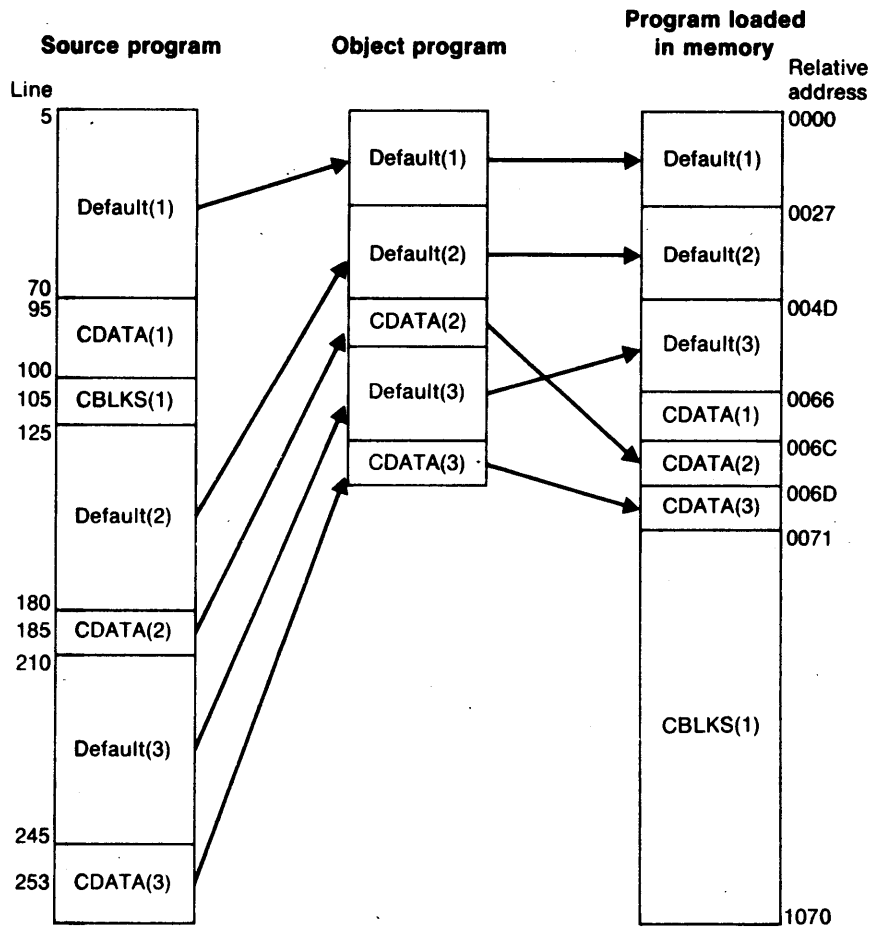 Source program
Object program
Program loaded
in memory
Line
Relative
address
5
Default(1)
70
95
CDATA(1)
100
105
CBLKS(1)
125
Default(2)
180
185
CDATA(2)
210
Default(3)
245
253
CDATA(3)
Default(1)
Default(2)
CDATA(2)
Default(3)
CDATA(3)
0000
Default(1)
0027
Default(2)
004D
Default(3)
0066
CDATA(1)
006C
CDATA(2)
006D
CDATA(3)
0071
CBLKS(1)
1070